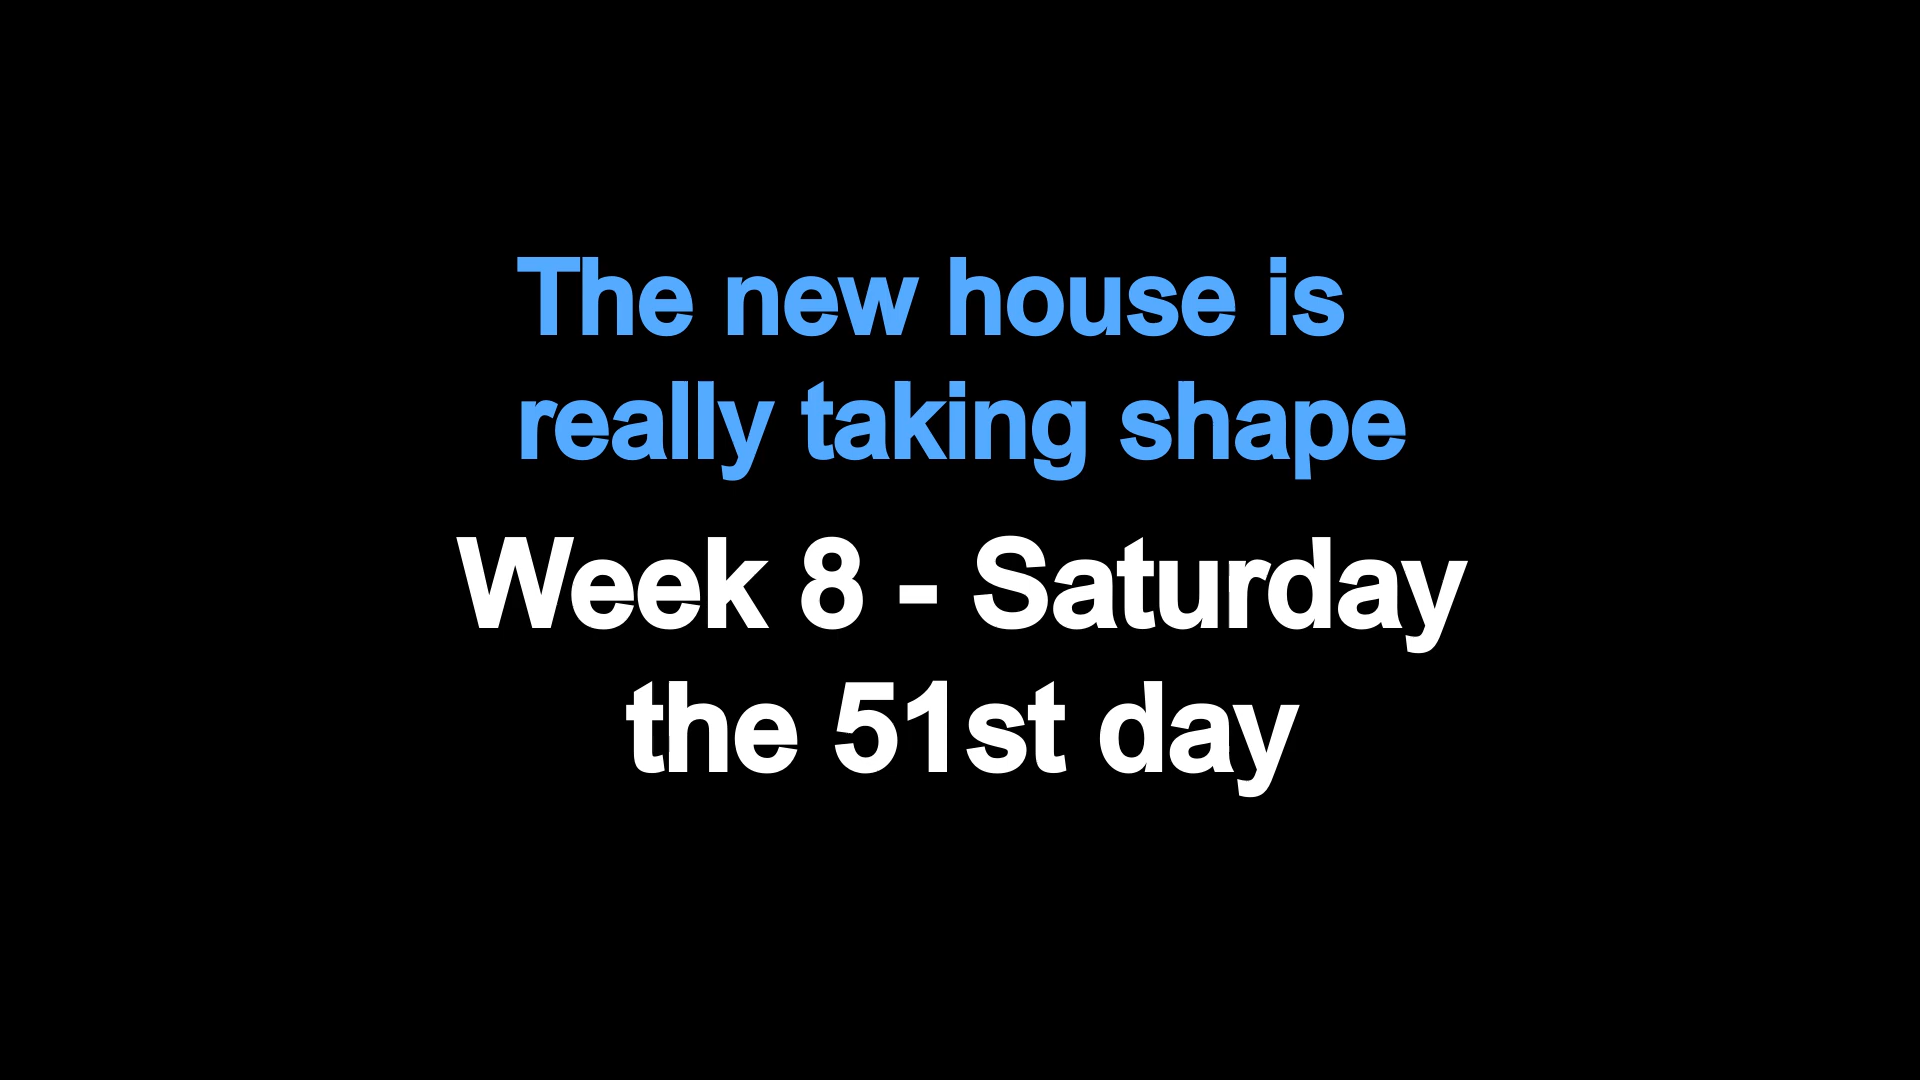 The new house is
really taking shape
Week 8 - Saturday
the 51st day